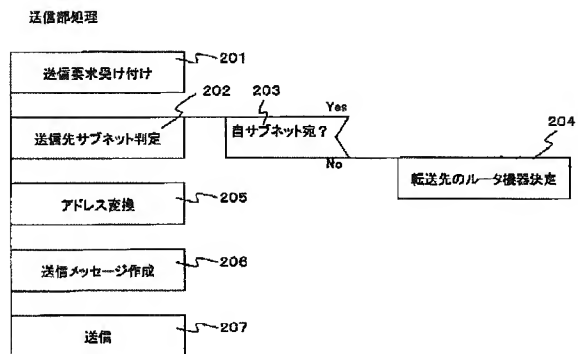 送信部処理
送信要求受け付け
201
202
送信先サブネット判定
203
自サブネット宛？
Yes
No
204
転送先のルータ機器決定
アドレス変換
205
送信メッセージ作成
206
送信
207